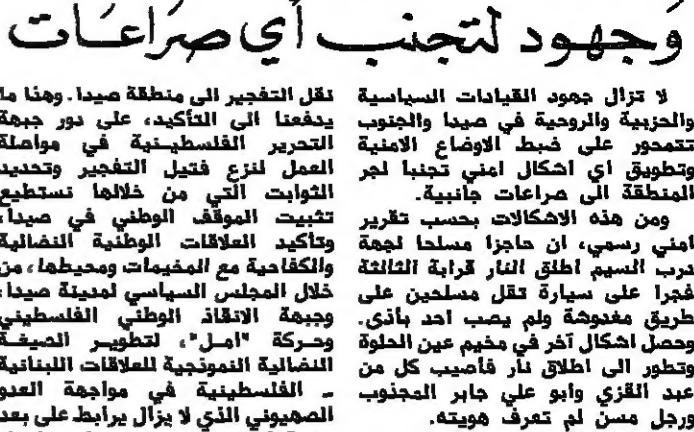 وجهود لتجنب أي صراعات
لا تزال جهود القيادات السياسية
والحزبية والروحية في صيدا والجنوب
تتمحور على ضبط الاوضاع الامنية
وتطويق اي اشكال امني تجنبا لجر
المنطقة الى صراعات جانبية.
ومن هذه الاشكالات بحسب تقرير
امني رسمي، ان حاجزا مسلحا لجهة
درب السيم اطلق النار قرابة الثالثة
فجرا على سيارة تقل مسلحين على
طريق مغدوشة ولم يصب احد بأذى.
وحصل اشكال آخر في مخيم عين الحلوة
وتطور الى اطلاق نار فأصيب كل من
عبد القزي وأبو علي جابر المجذوب
ورجل مسن لم تعرف هويته.
نقل التفجير الى منطقة صيدا. وهذا ما
يدفعنا الى التأكيد، على دور جبهة
التحرير الفلسطينية في مواصلة
العمل لنزع فتيل التفجير وتحديد
الثوابت التي من خلالها نستطيع
تثبيت الموقف الوطني في صيدا،
وتأكيد العلاقات الوطنية النضالية
والكفاحية مع المخيمات ومحيطها، من
خلال المجلس السياسي لمدينة صيدا،
وجبهة الانقاذ الوطني الفلسطيني
وحركة "امل"، لتطوير الصيغة
النضالية النموذجية للعلاقات اللبنانية
ـ الفلسطينية في مواجهة العدو
الصهيوني الذي لا يزال يرابط على بعد